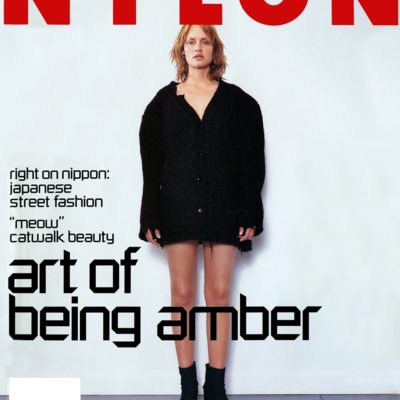 NYLON
right on nippon:
japanese
street fashion
"meow"
catwalk beauty
art of
being amber